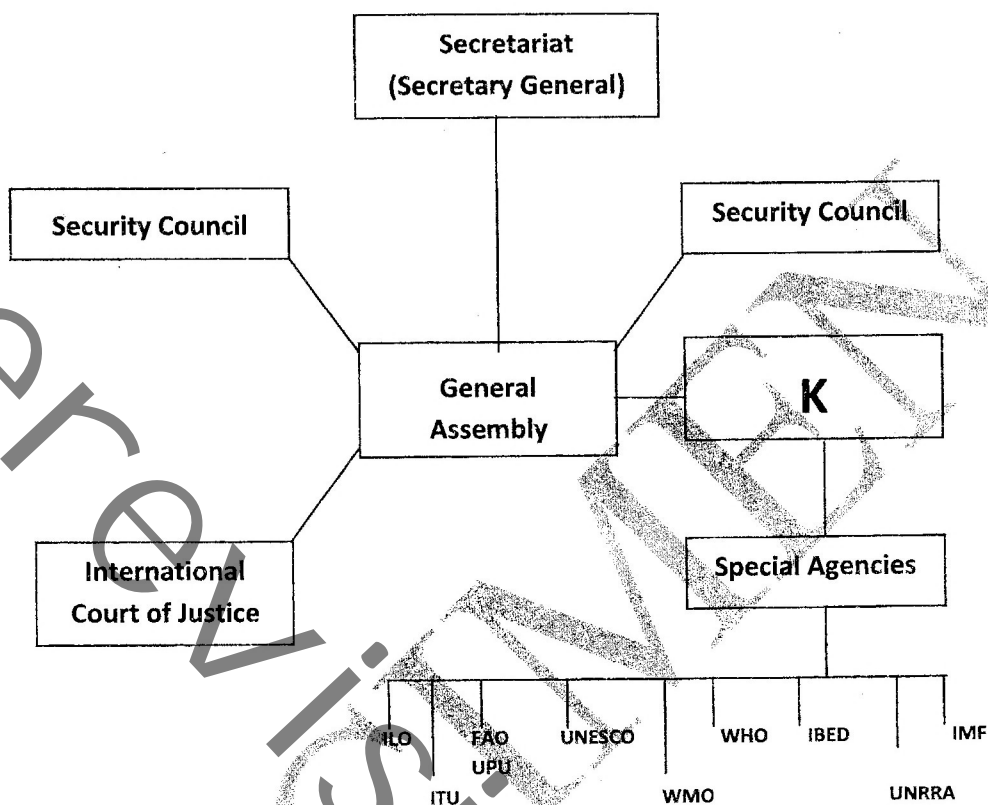 Secretariat
(Secretary General)
Security Council
Security Council
General
Assembly
K
International
Court of Justice
Special Agencies
ILO
FAO
UNESCO
WHO
IBED
IMF
UPU
ITU
WMO
UNRRA